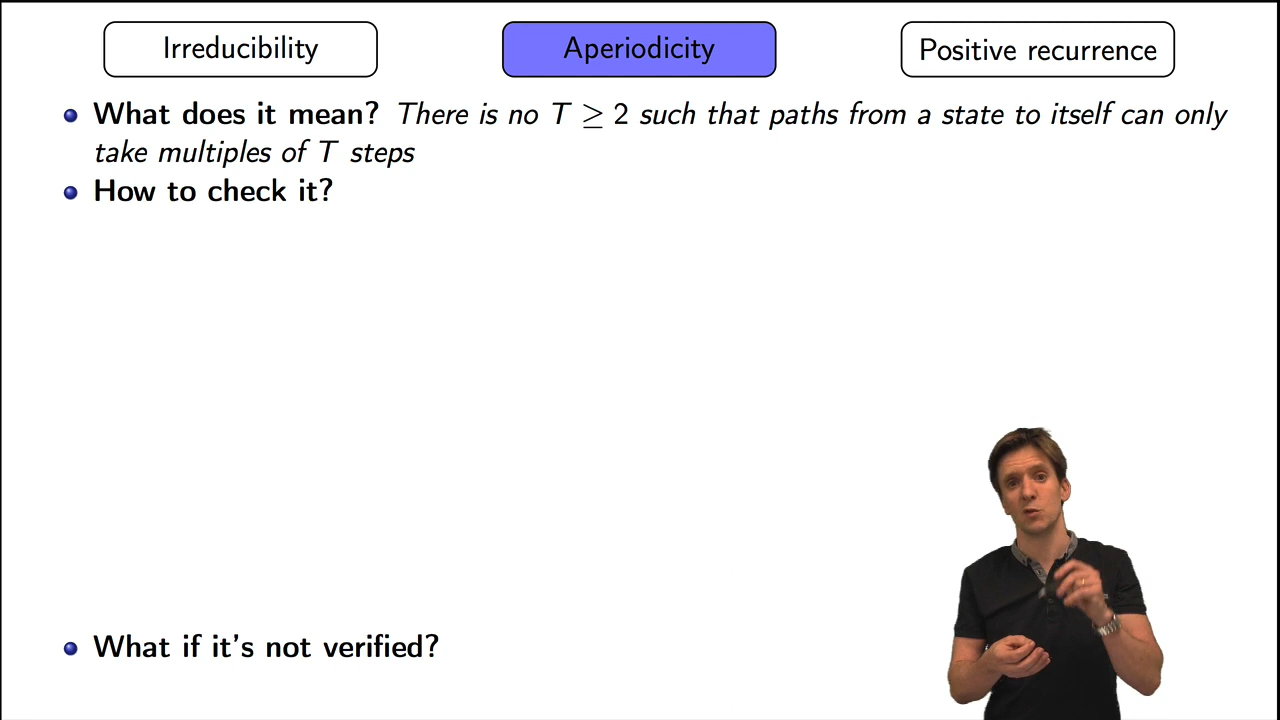 Irreducibility
Aperiodicity
Positive recurrence
What does it mean? There is no T ≥ 2 such that paths from a state to itself can only
take multiples of T steps
How to check it?
What if it's not verified?